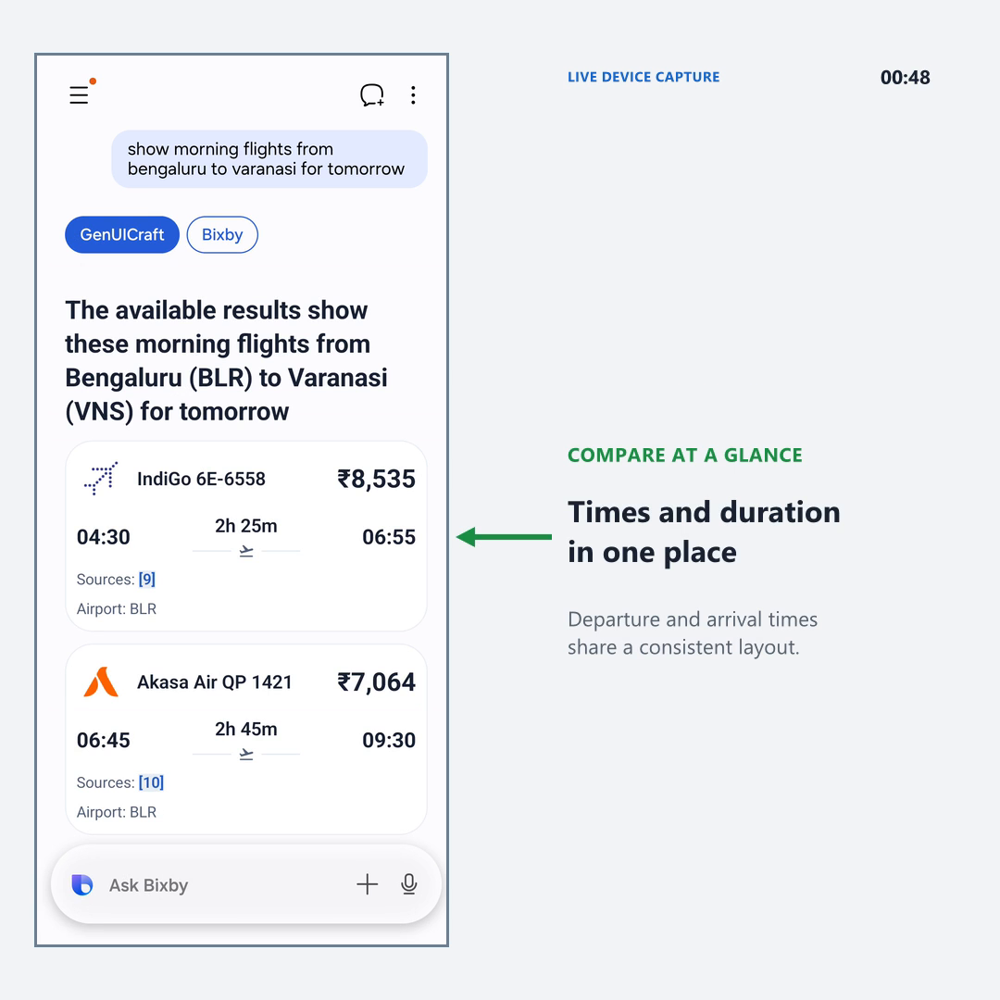 LIVE DEVICE CAPTURE
00:48
show morning flights from
bengaluru to varanasi for tomorrow
GenUICraft
Bixby
The available results show
these morning flights from
Bengaluru (BLR) to Varanasi
(VNS) for tomorrow
IndiGo 6E-6558
₹8,535
2h 25m
04:30
06:55
Sources: [9]
Airport: BLR
Akasa Air QP 1421
₹7,064
2h 45m
06:45
09:30
Sources: [10]
Airport: BLR
Ask Bixby
COMPARE AT A GLANCE
Times and duration
in one place
Departure and arrival times
share a consistent layout.